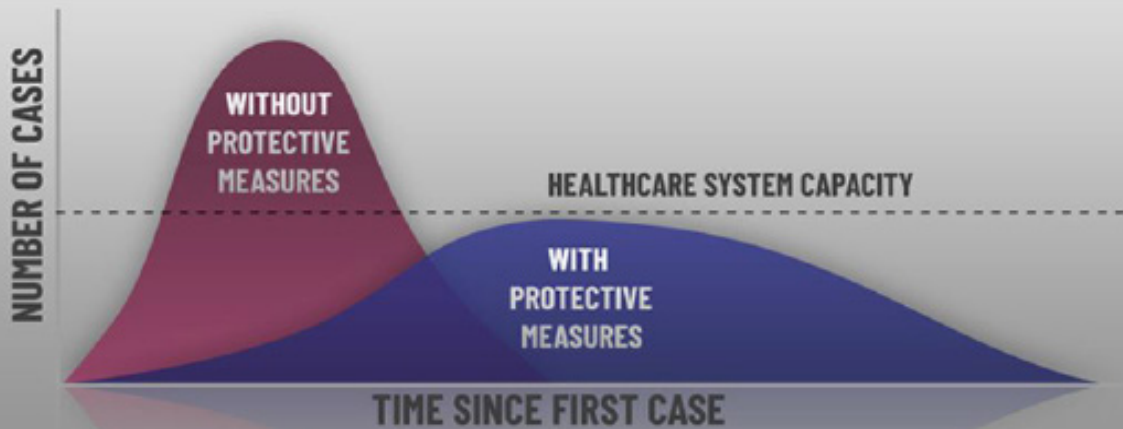 NUMBER OF CASES
WITHOUT
PROTECTIVE
MEASURES
HEALTHCARE SYSTEM CAPACITY
WITH
PROTECTIVE
MEASURES
TIME SINCE FIRST CASE